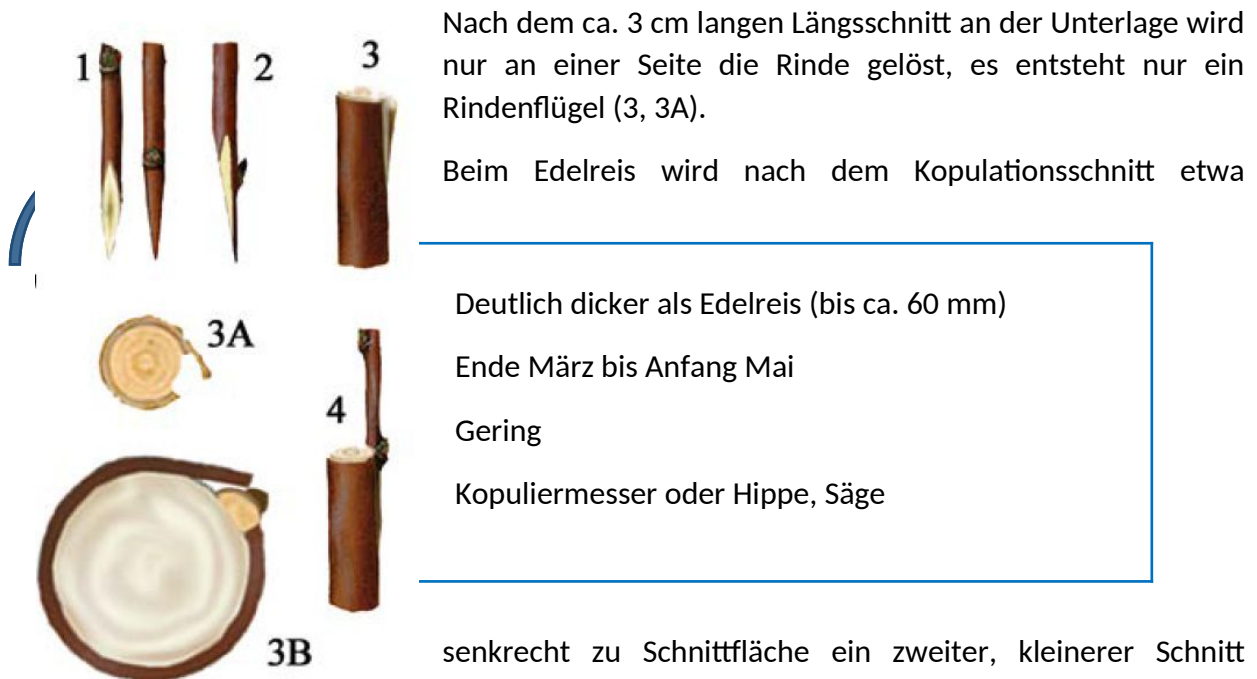 Nach dem ca. 3 cm langen Längsschnitt an der Unterlage wird
nur an einer Seite die Rinde gelöst, es entsteht nur ein
Rindenflügel (3, 3A).
Beim Edelreis wird nach dem Kopulationsschnitt etwa
1
2
3
Deutlich dicker als Edelreis (bis ca. 60 mm)
Ende März bis Anfang Mai
Gering
Kopuliermesser oder Hippe, Säge
3A
4
3B
senkrecht zu Schnittfläche ein zweiter, kleinerer Schnitt